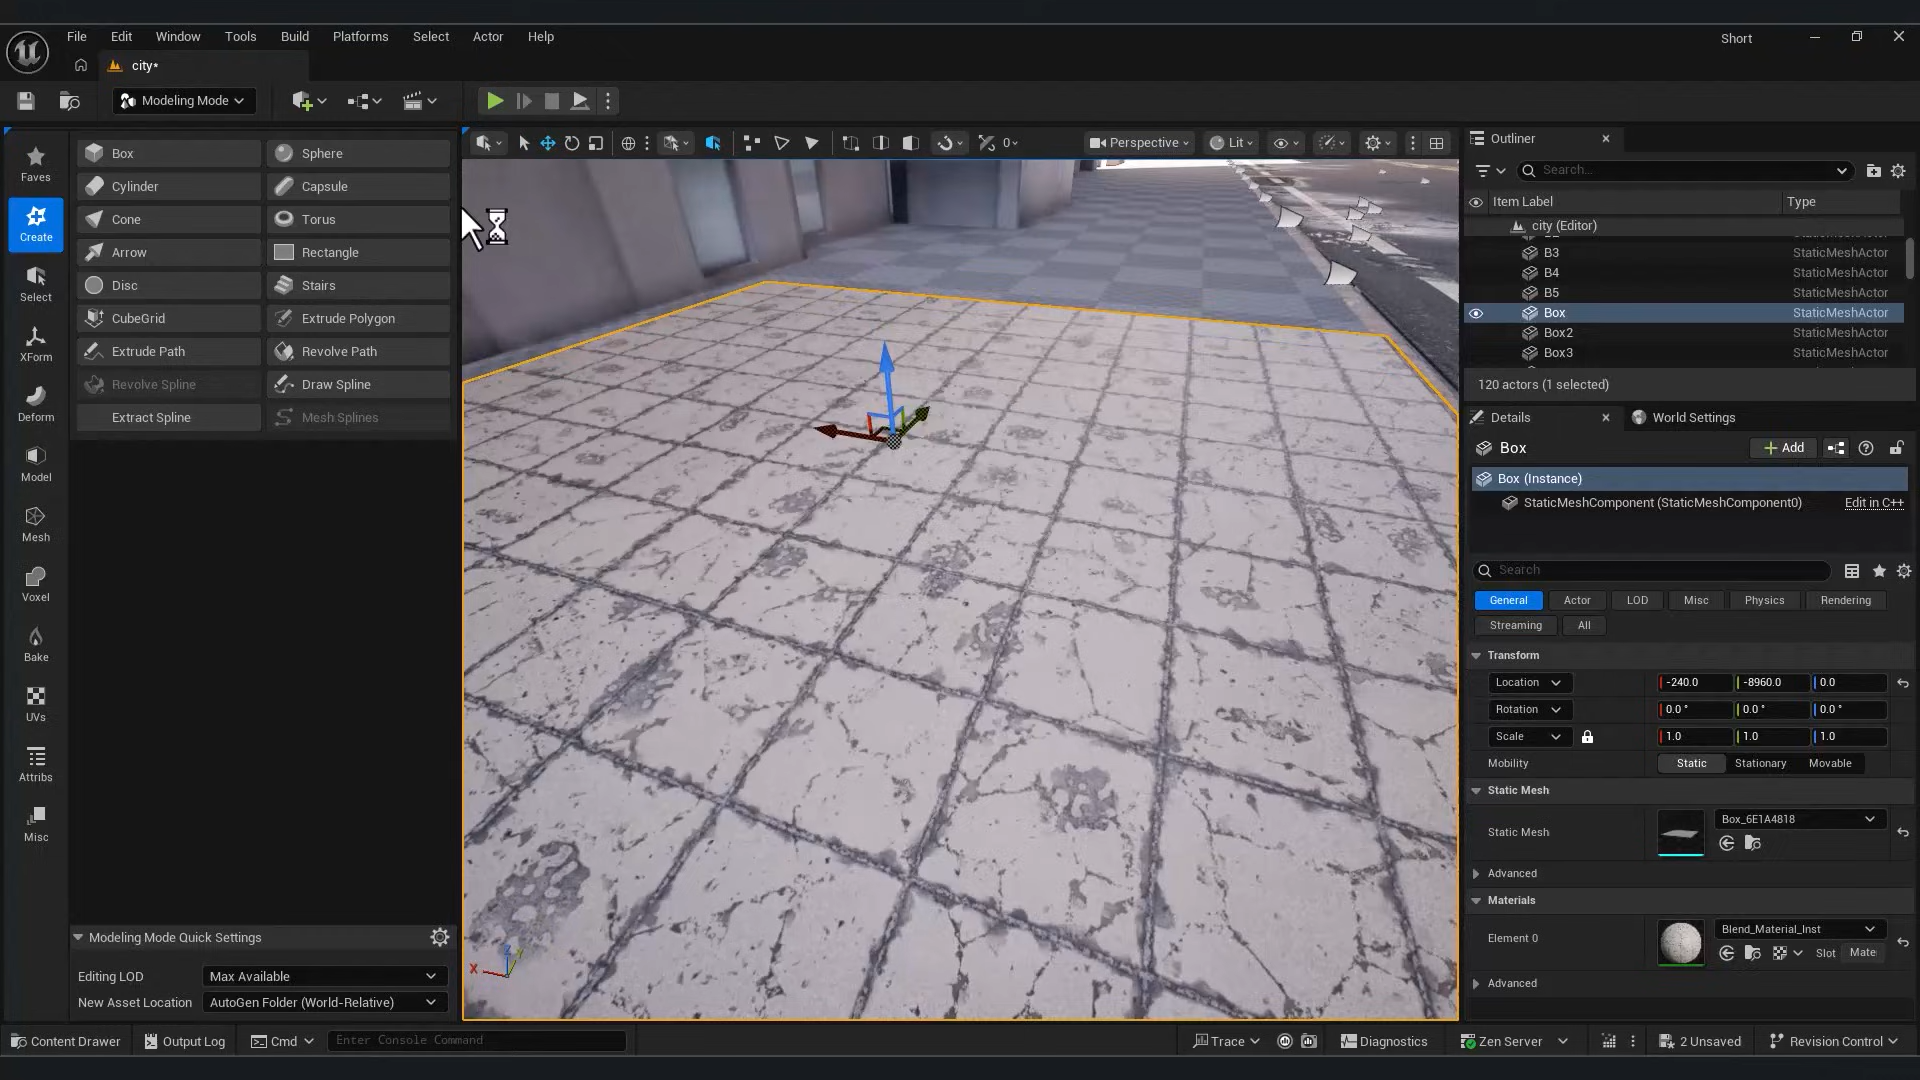 File Edit Window Tools Build Platforms Select Actor Help
Short
city*
Modeling Mode
Faves
Create
Select
XForm
Deform
Model
Mesh
Voxel
Bake
UVs
Attribs
Misc
Box Sphere
Cylinder Capsule
Cone Torus
Arrow Rectangle
Disc Stairs
CubeGrid Extrude Polygon
Extrude Path Revolve Path
Revolve Spline Draw Spline
Extract Spline Mesh Splines
Modeling Mode Quick Settings
Editing LOD Max Available
New Asset Location AutoGen Folder (World-Relative)
0 Perspective Lit
X Z Y
Outliner
Search...
Item Label Type
city (Editor)
B3 StaticMeshActor
B4 StaticMeshActor
B5 StaticMeshActor
Box StaticMeshActor
Box2 StaticMeshActor
Box3 StaticMeshActor
120 actors (1 selected)
Details World Settings
Box Add
Box (Instance)
StaticMeshComponent (StaticMeshComponent0) Edit in C++
Search
General Actor LOD Misc Physics Rendering
Streaming All
Transform
Location -240.0 -8960.0 0.0
Rotation 0.0 ° 0.0 ° 0.0 °
Scale 1.0 1.0 1.0
Mobility Static Stationary Movable
Static Mesh
Static Mesh Box_6E1A4818
Advanced
Materials
Element 0 Blend_Material_Inst
Slot Mate
Advanced
Content Drawer Output Log Cmd Enter Console Command Trace Diagnostics Zen Server 2 Unsaved Revision Control